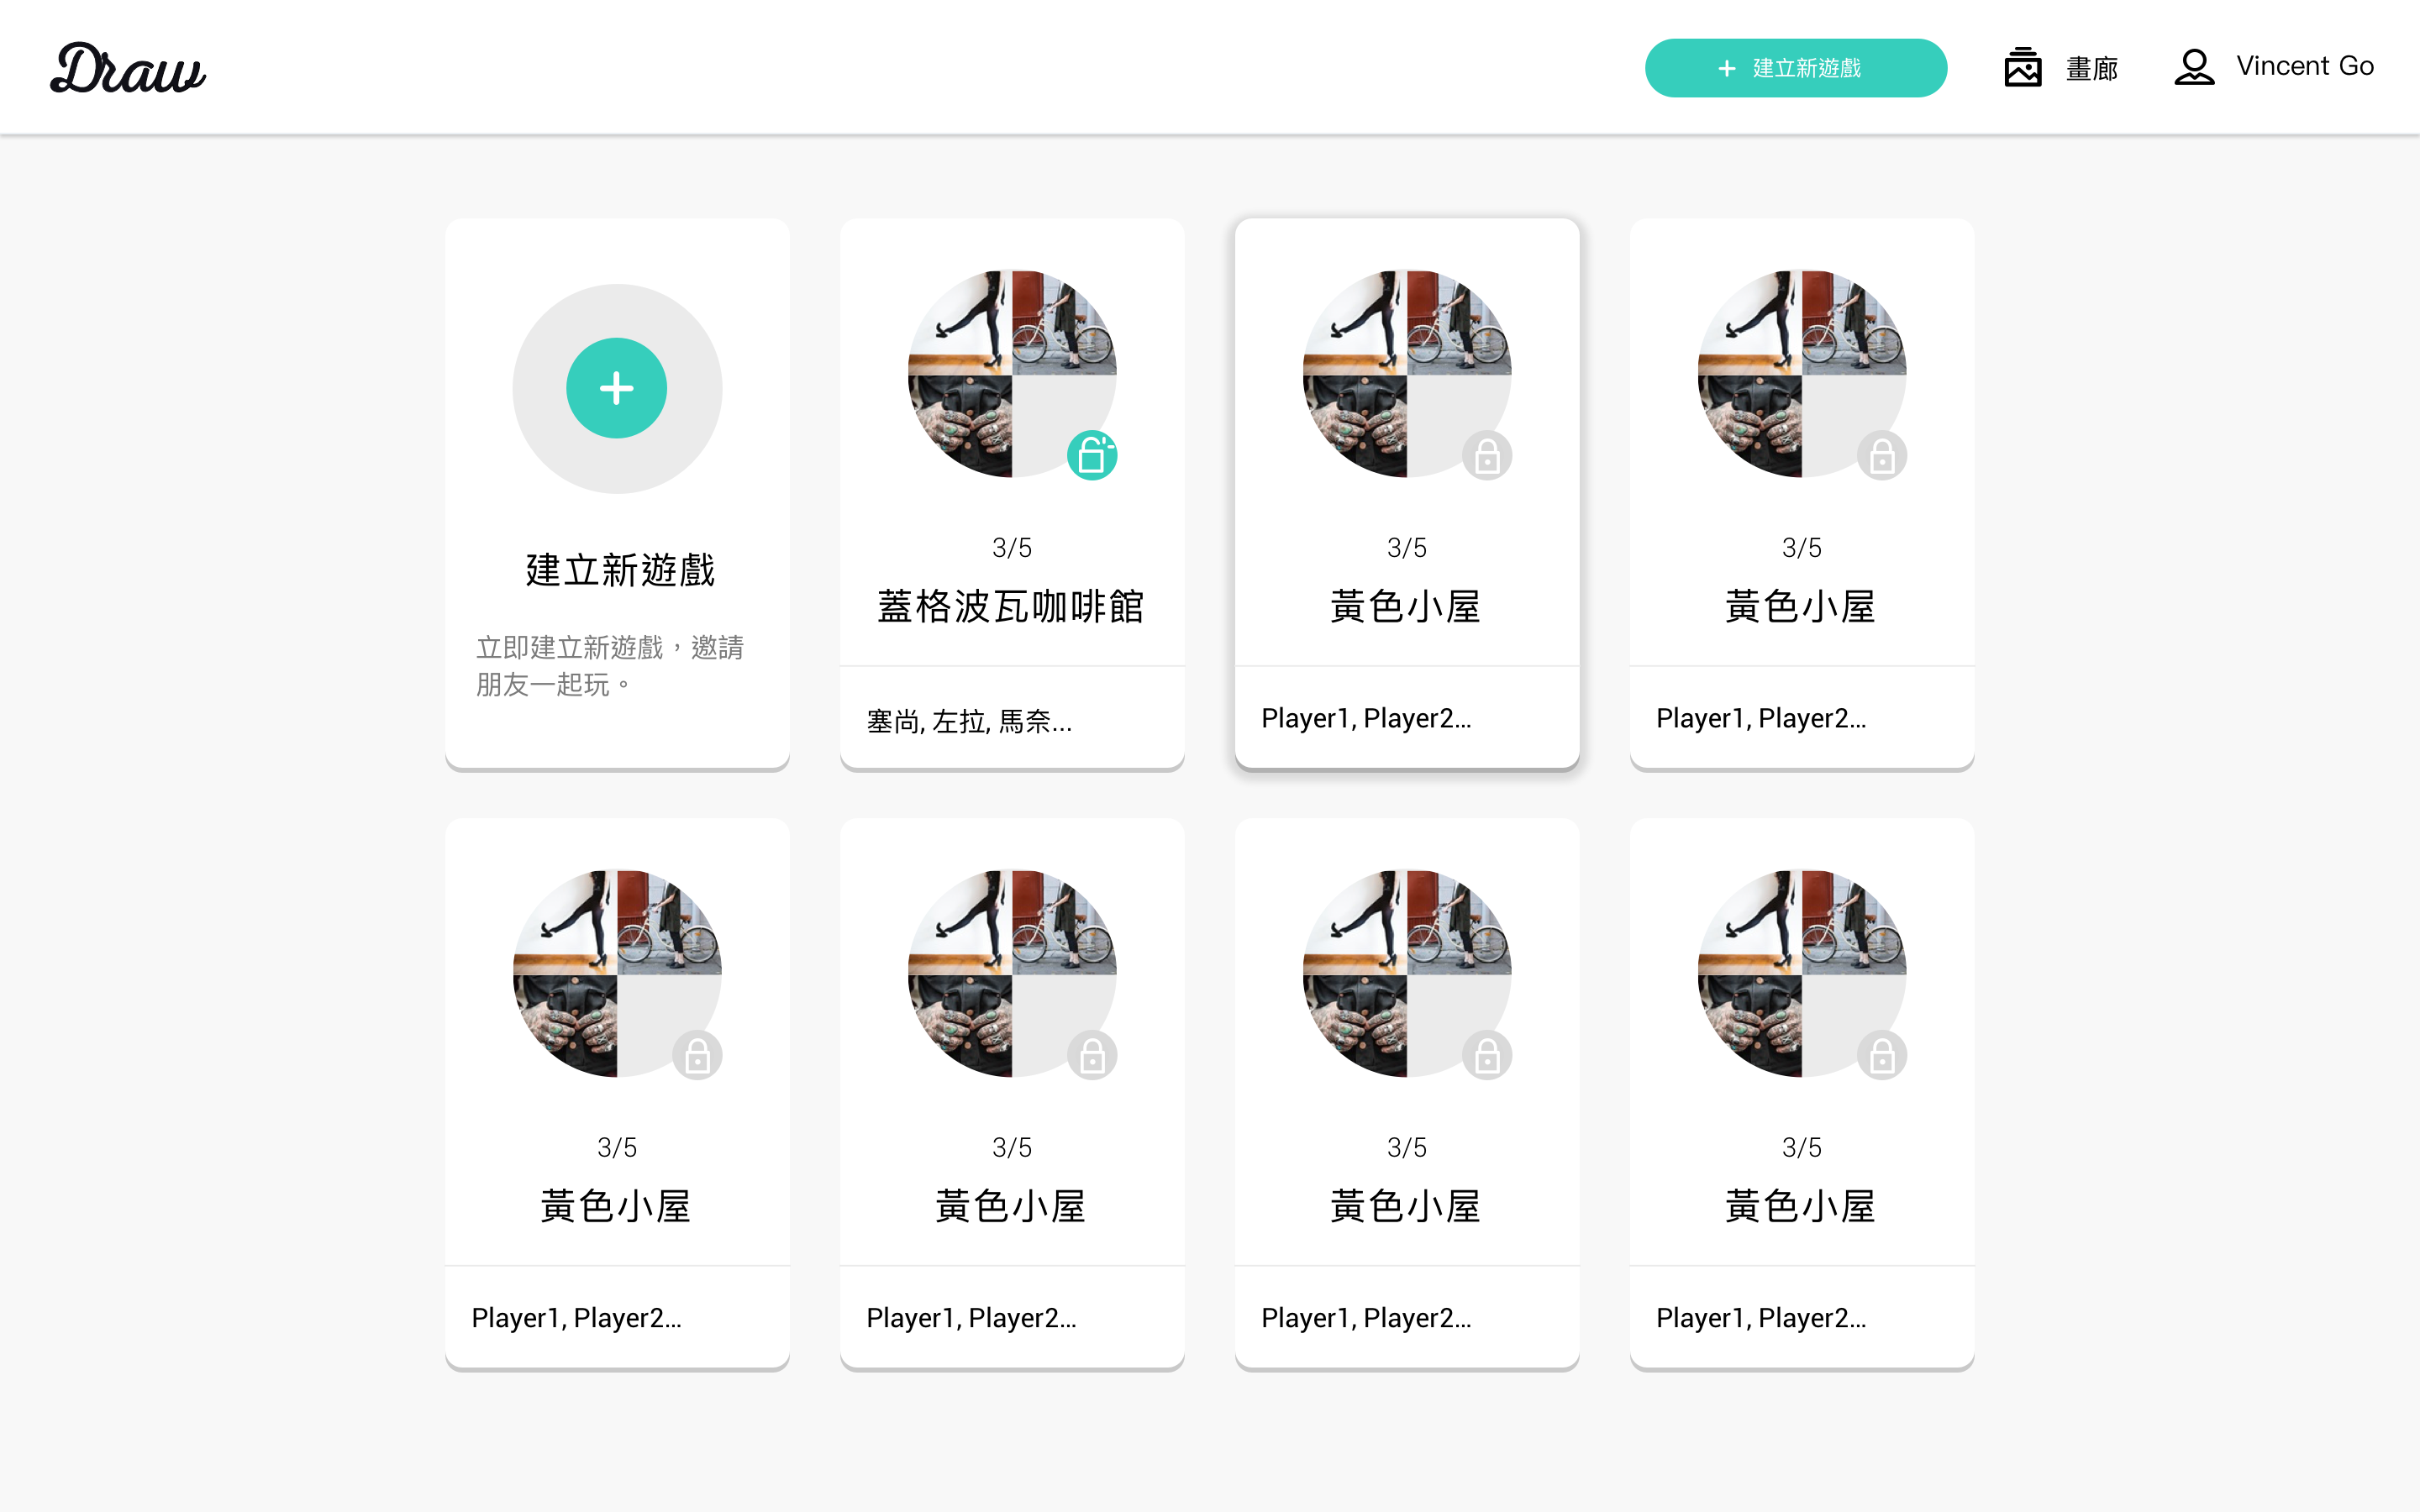 Draw
+ 建立新遊戲
畫廊
Vincent Go
建立新遊戲
立即建立新遊戲，邀請
朋友一起玩。
3/5
蓋格波瓦咖啡館
塞尚, 左拉, 馬奈...
3/5
黃色小屋
Player1, Player2...
3/5
黃色小屋
Player1, Player2...
3/5
黃色小屋
Player1, Player2...
3/5
黃色小屋
Player1, Player2...
3/5
黃色小屋
Player1, Player2...
3/5
黃色小屋
Player1, Player2...